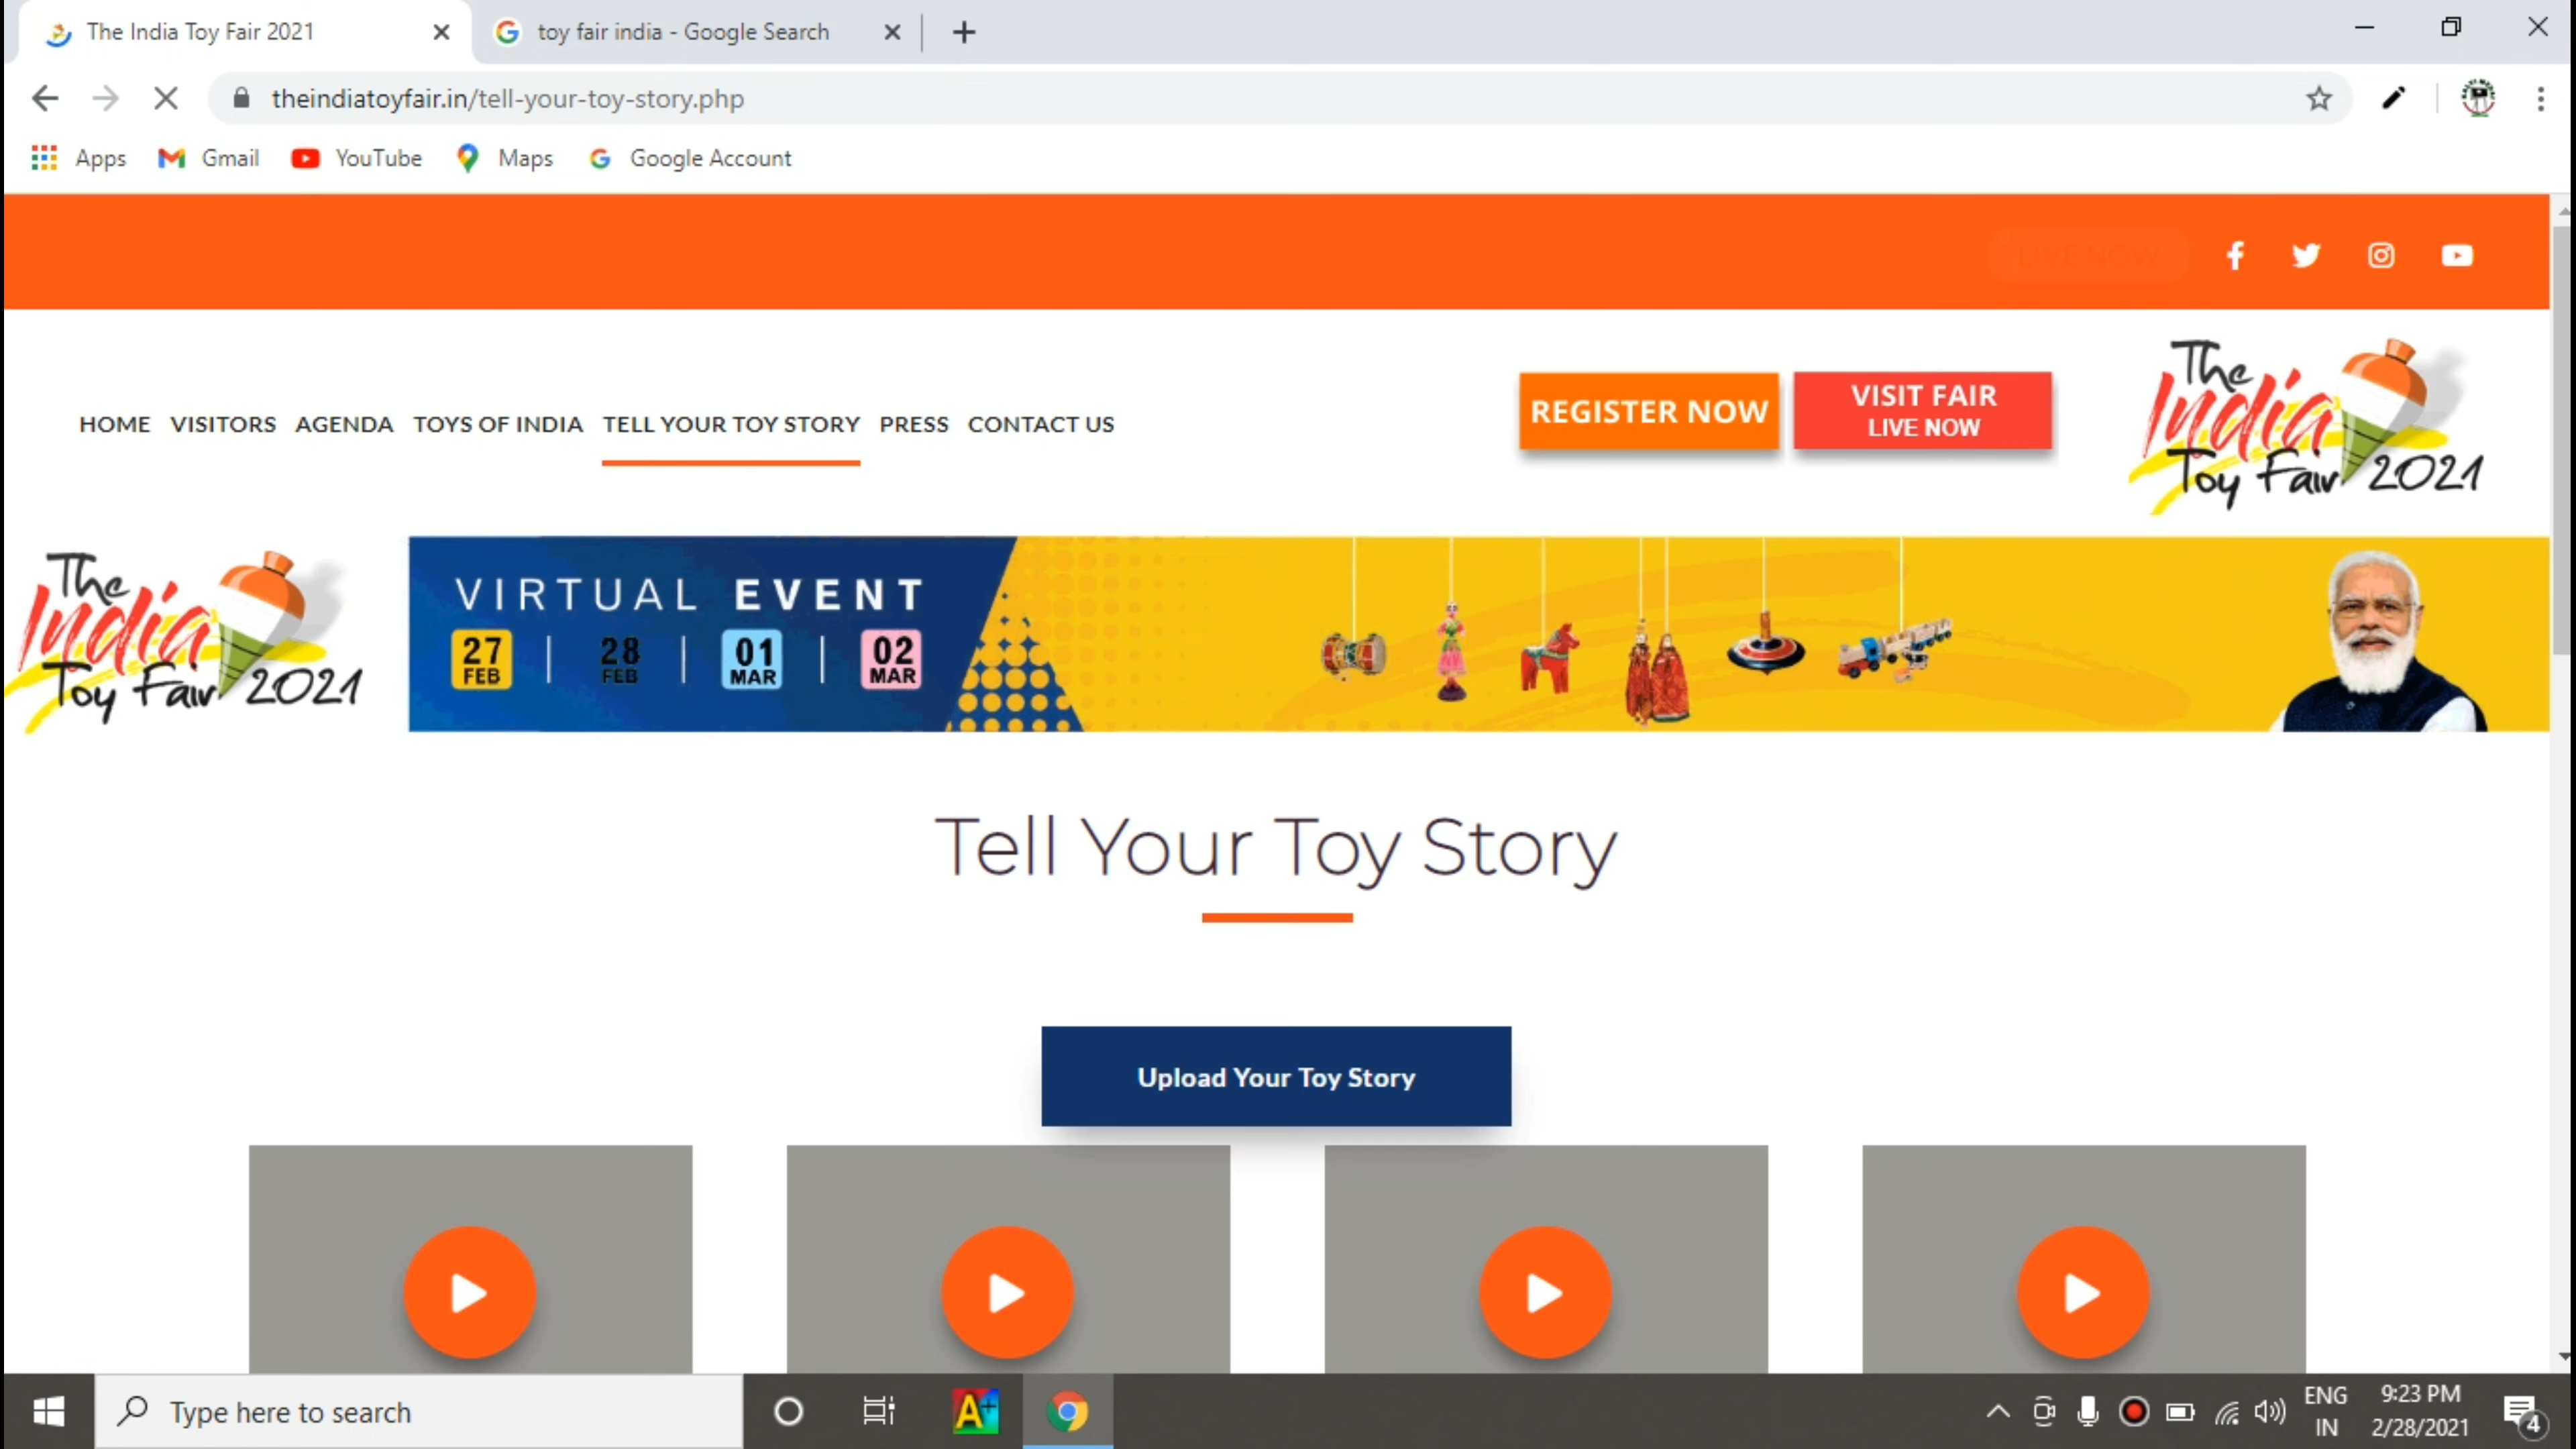 The India Toy Fair 2021
toy fair india - Google Search
theindiatoyfair.in/tell-your-toy-story.php
Apps Gmail YouTube Maps Google Account
LIVE NOW
HOME VISITORS AGENDA TOYS OF INDIA TELL YOUR TOY STORY PRESS CONTACT US
REGISTER NOW
VISIT FAIR
LIVE NOW
The
India
Toy Fair 2021
The
India
Toy Fair 2021
VIRTUAL EVENT
27 28 01 02
FEB FEB MAR MAR
Tell Your Toy Story
Upload Your Toy Story
Type here to search
A+
ENG
IN
9:23 PM
2/28/2021
4